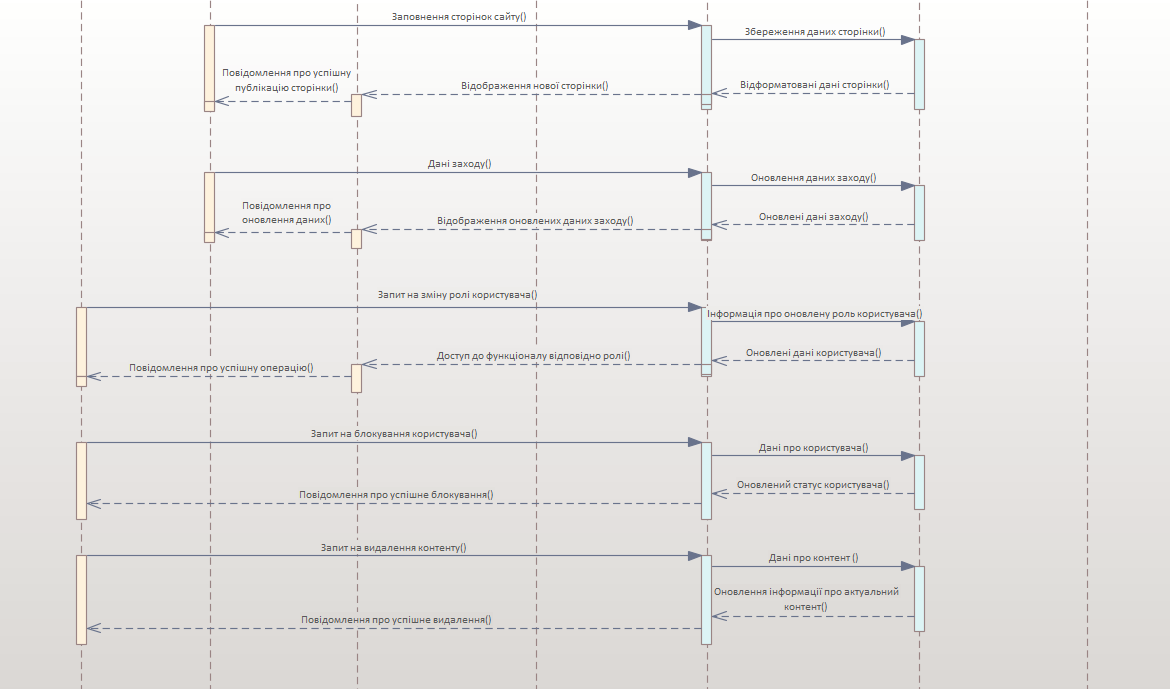 Заповнення сторінок сайту()
Збереження даних сторінки()
Повідомлення про успішну
публікацію сторінки()
Відображення нової сторінки()
Відформатовані дані сторінки()
Дані заходу()
Оновлення даних заходу()
Повідомлення про
оновлення даних()
Відображення оновлених даних заходу()
Оновлені дані заходу()
Запит на зміну ролі користувача()
Інформація про оновлену роль користувача()
Повідомлення про успішну операцію()
Доступ до функціоналу відповідно ролі()
Оновлені дані користувача()
Запит на блокування користувача()
Дані про користувача()
Оновлений статус користувача()
Повідомлення про успішне блокування()
Запит на видалення контенту()
Дані про контент ()
Оновлення інформації про актуальний
контент()
Повідомлення про успішне видалення()